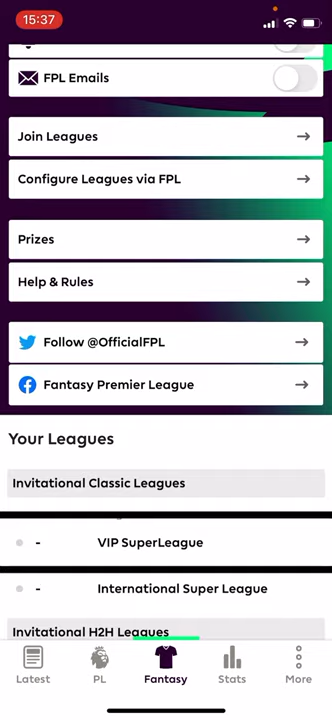 15:37
FPL Emails
Join Leagues
Configure Leagues via FPL
Prizes
Help & Rules
Follow @OfficialFPL
Fantasy Premier League
Your Leagues
Invitational Classic Leagues
- VIP SuperLeague
- International Super League
Invitational H2H Leagues
Latest PL Fantasy Stats More